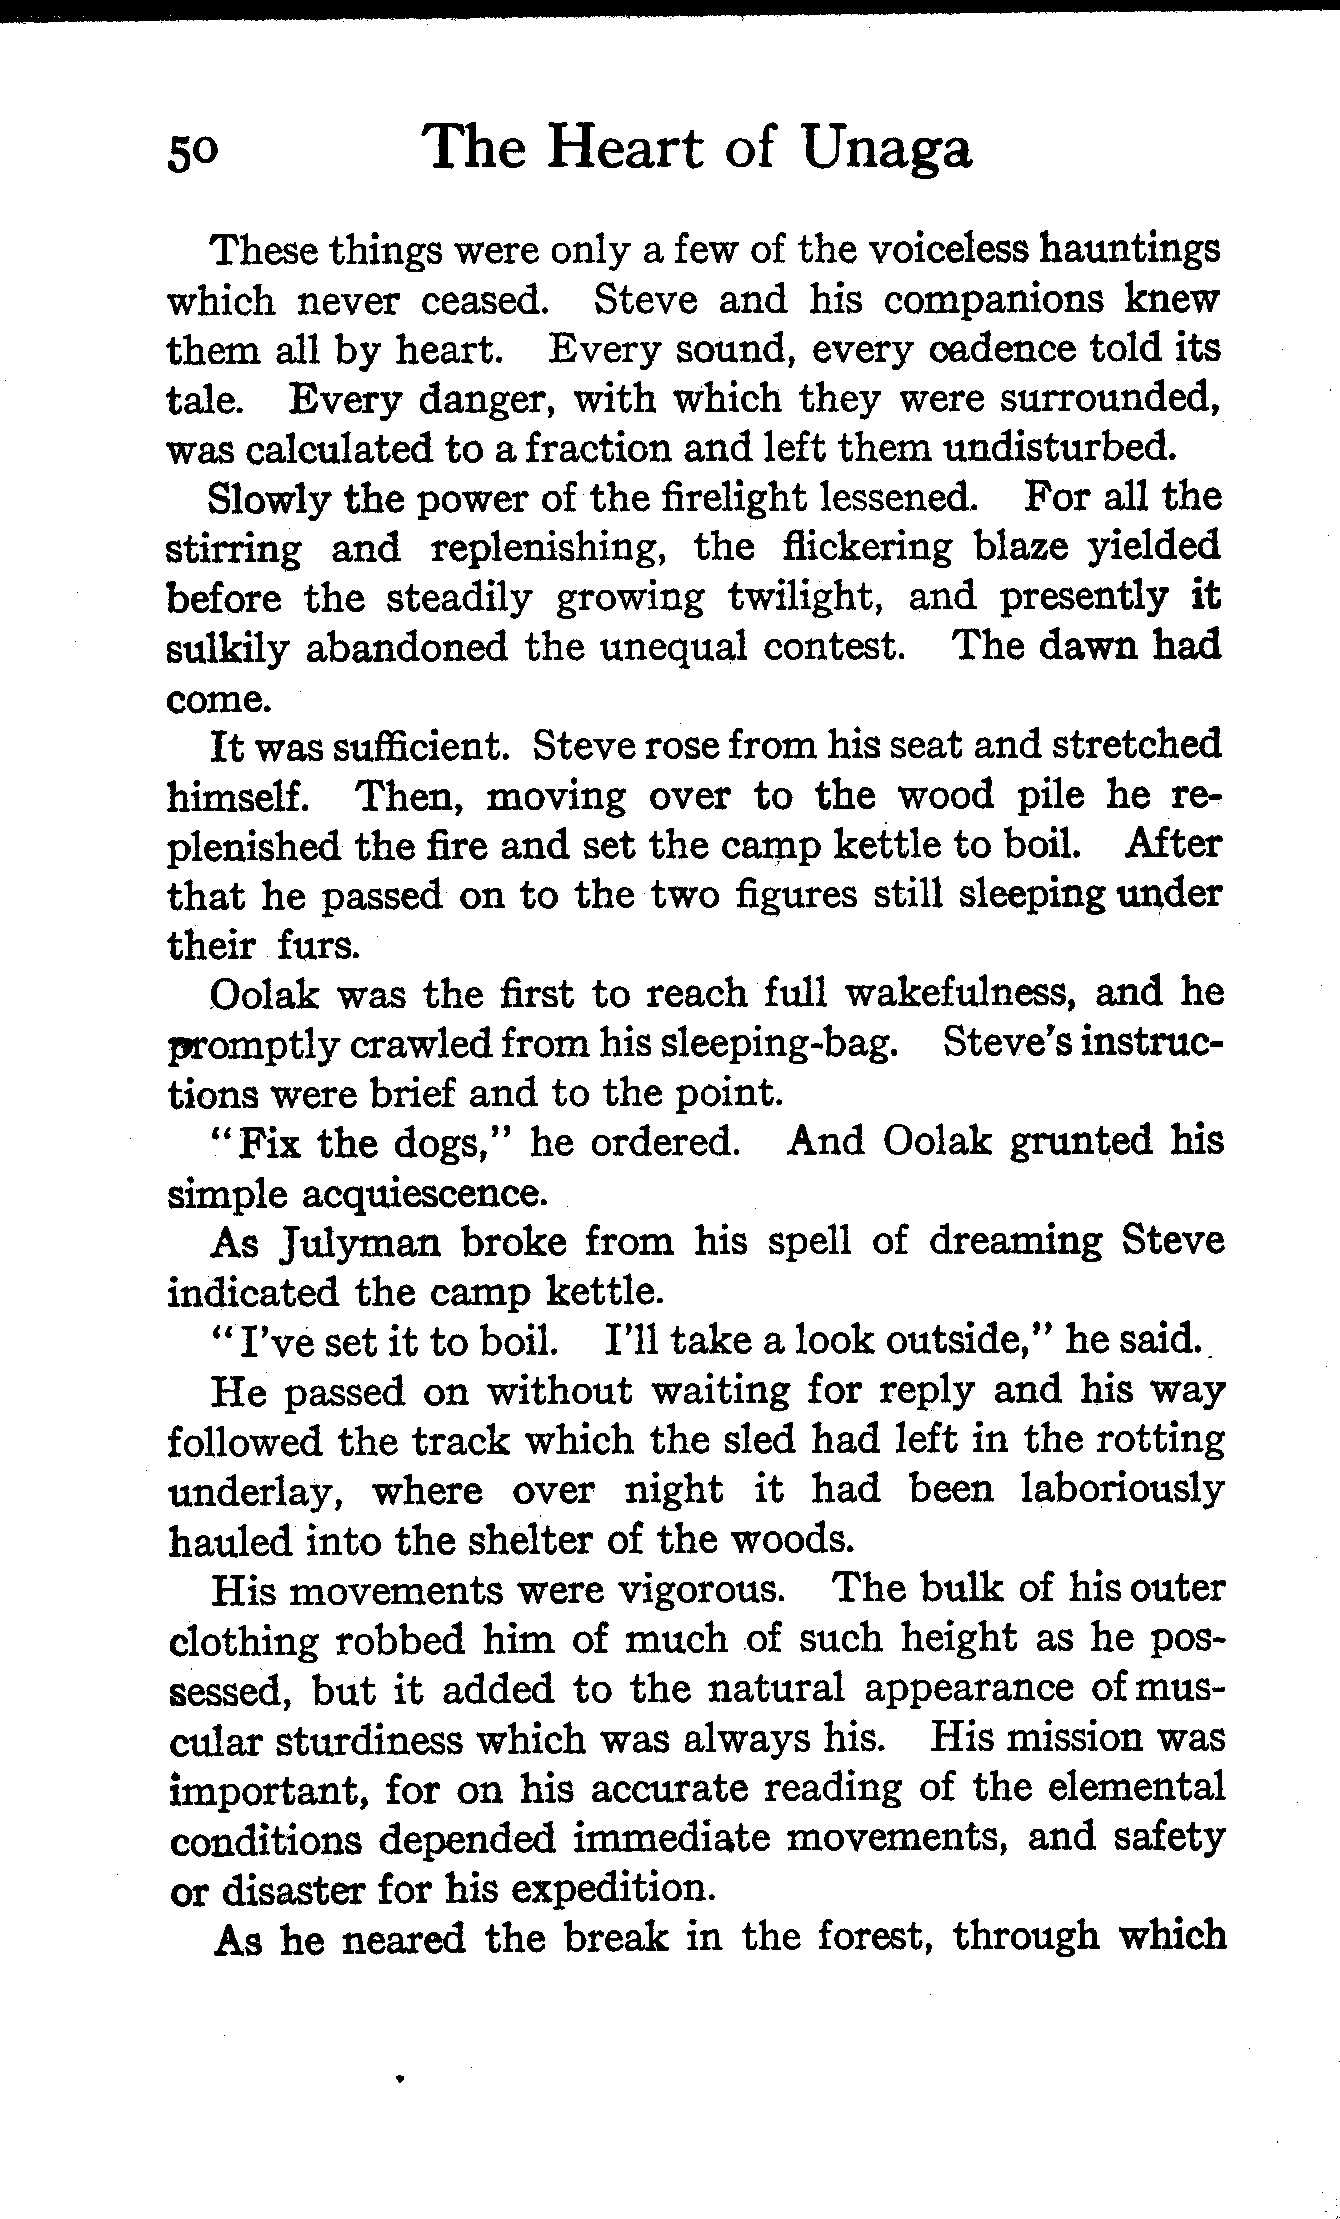 50 The Heart of Unaga
These things were only a few of the voiceless hauntings
which never ceased. Steve and his companions knew
them all by heart. Every sound, every cadence told its
tale. Every danger, with which they were surrounded,
was calculated to a fraction and left them undisturbed.
Slowly the power of the firelight lessened. For all the
stirring and replenishing, the flickering blaze yielded
before the steadily growing twilight, and presently it
sulkily abandoned the unequal contest. The dawn had
come.
It was sufficient. Steve rose from his seat and stretched
himself. Then, moving over to the wood pile he re-
plenished the fire and set the camp kettle to boil. After
that he passed on to the two figures still sleeping under
their furs.
Oolak was the first to reach full wakefulness, and he
promptly crawled from his sleeping-bag. Steve's instruc-
tions were brief and to the point.
"Fix the dogs," he ordered. And Oolak grunted his
simple acquiescence.
As Julyman broke from his spell of dreaming Steve
indicated the camp kettle.
"I've set it to boil. I'll take a look outside," he said.
He passed on without waiting for reply and his way
followed the track which the sled had left in the rotting
underlay, where over night it had been laboriously
hauled into the shelter of the woods.
His movements were vigorous. The bulk of his outer
clothing robbed him of much of such height as he pos-
sessed, but it added to the natural appearance of mus-
cular sturdiness which was always his. His mission was
important, for on his accurate reading of the elemental
conditions depended immediate movements, and safety
or disaster for his expedition.
As he neared the break in the forest, through which